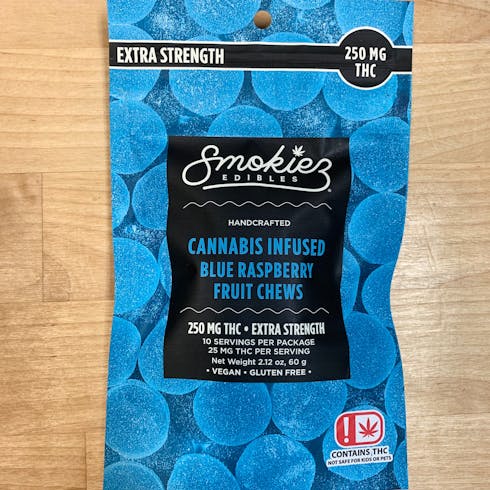 EXTRA STRENGTH
250 MG
THC
Smokiez
EDIBLES
HANDCRAFTED
CANNABIS INFUSED
BLUE RASPBERRY
FRUIT CHEWS
250 MG THC • EXTRA STRENGTH
10 SERVINGS PER PACKAGE
25 MG THC PER SERVING
Net Weight 2.12 oz, 60 g
• VEGAN • GLUTEN FREE •
!
CONTAINS THC
NOT SAFE FOR KIDS OR PETS